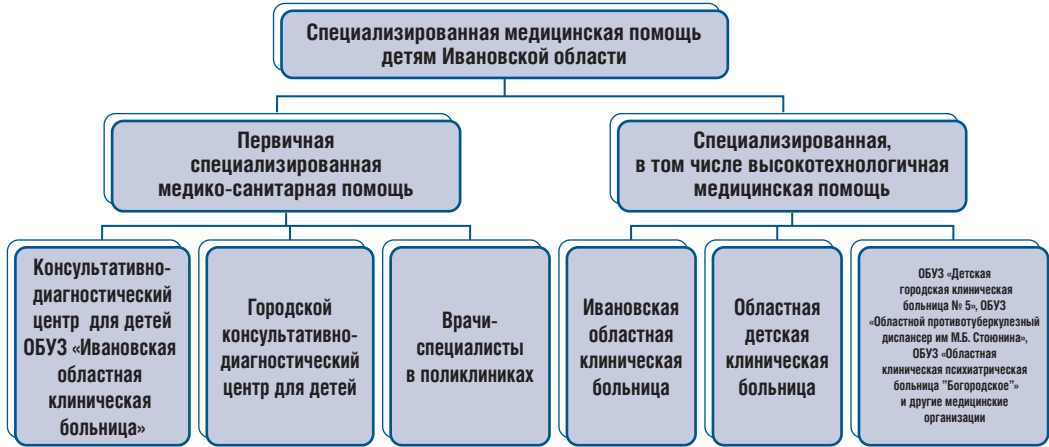 Специализированная медицинская помощь
детям Ивановской области
Первичная
специализированная
медико-санитарная помощь
Специализированная,
в том числе высокотехнологичная
медицинская помощь
Консультативно-
диагностический
центр для детей
ОБУЗ «Ивановская
областная
клиническая
больница»
Городской
консультативно-
диагностический
центр для детей
Врачи-
специалисты
в поликлиниках
Ивановская
областная
клиническая
больница
Областная
детская
клиническая
больница
ОБУЗ «Детская
городская клиническая
больница № 5», ОБУЗ
«Областной противотуберкулезный
диспансер им М.Б. Стоюнина»,
ОБУЗ «Областная
клиническая психиатрическая
больница "Богородское"»
и другие медицинские
организации